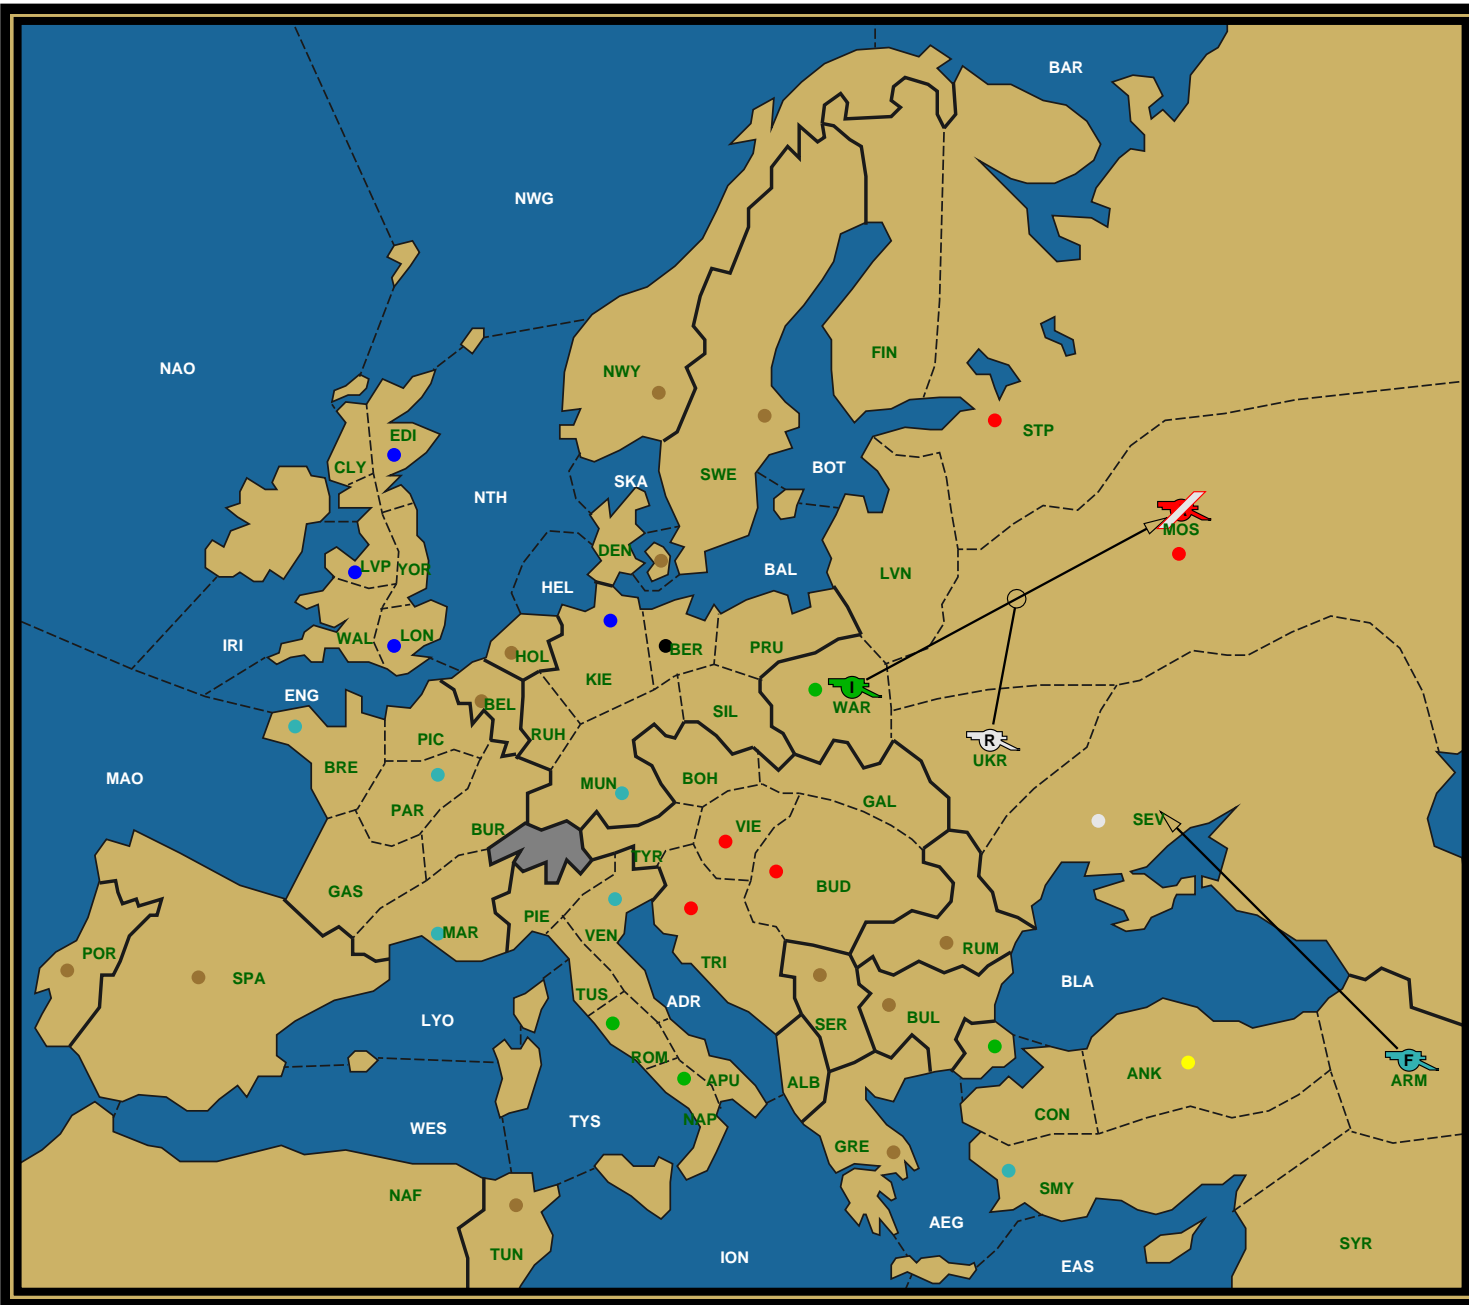 BAR
NWG
NAO
FIN
NWY
STP
EDI
CLY
SKA
BOT
SWE
NTH
MOS
DEN
LVP
YOR
BAL
LVN
HEL
IRI
WAL
LON
HOL
BER
PRU
KIE
ENG
BEL
SIL
I
WAR
PIC
RUH
R
UKR
BRE
MAO
MUN
BOH
PAR
GAL
BUR
VIE
SEV
TYR
GAS
BUD
PIE
MAR
VEN
POR
RUM
SPA
TRI
BLA
TUS
ADR
LYO
SER
BUL
ROM
F
ANK
APU
ALB
ARM
NAP
TYS
WES
CON
GRE
NAF
SMY
AEG
TUN
ION
SYR
EAS